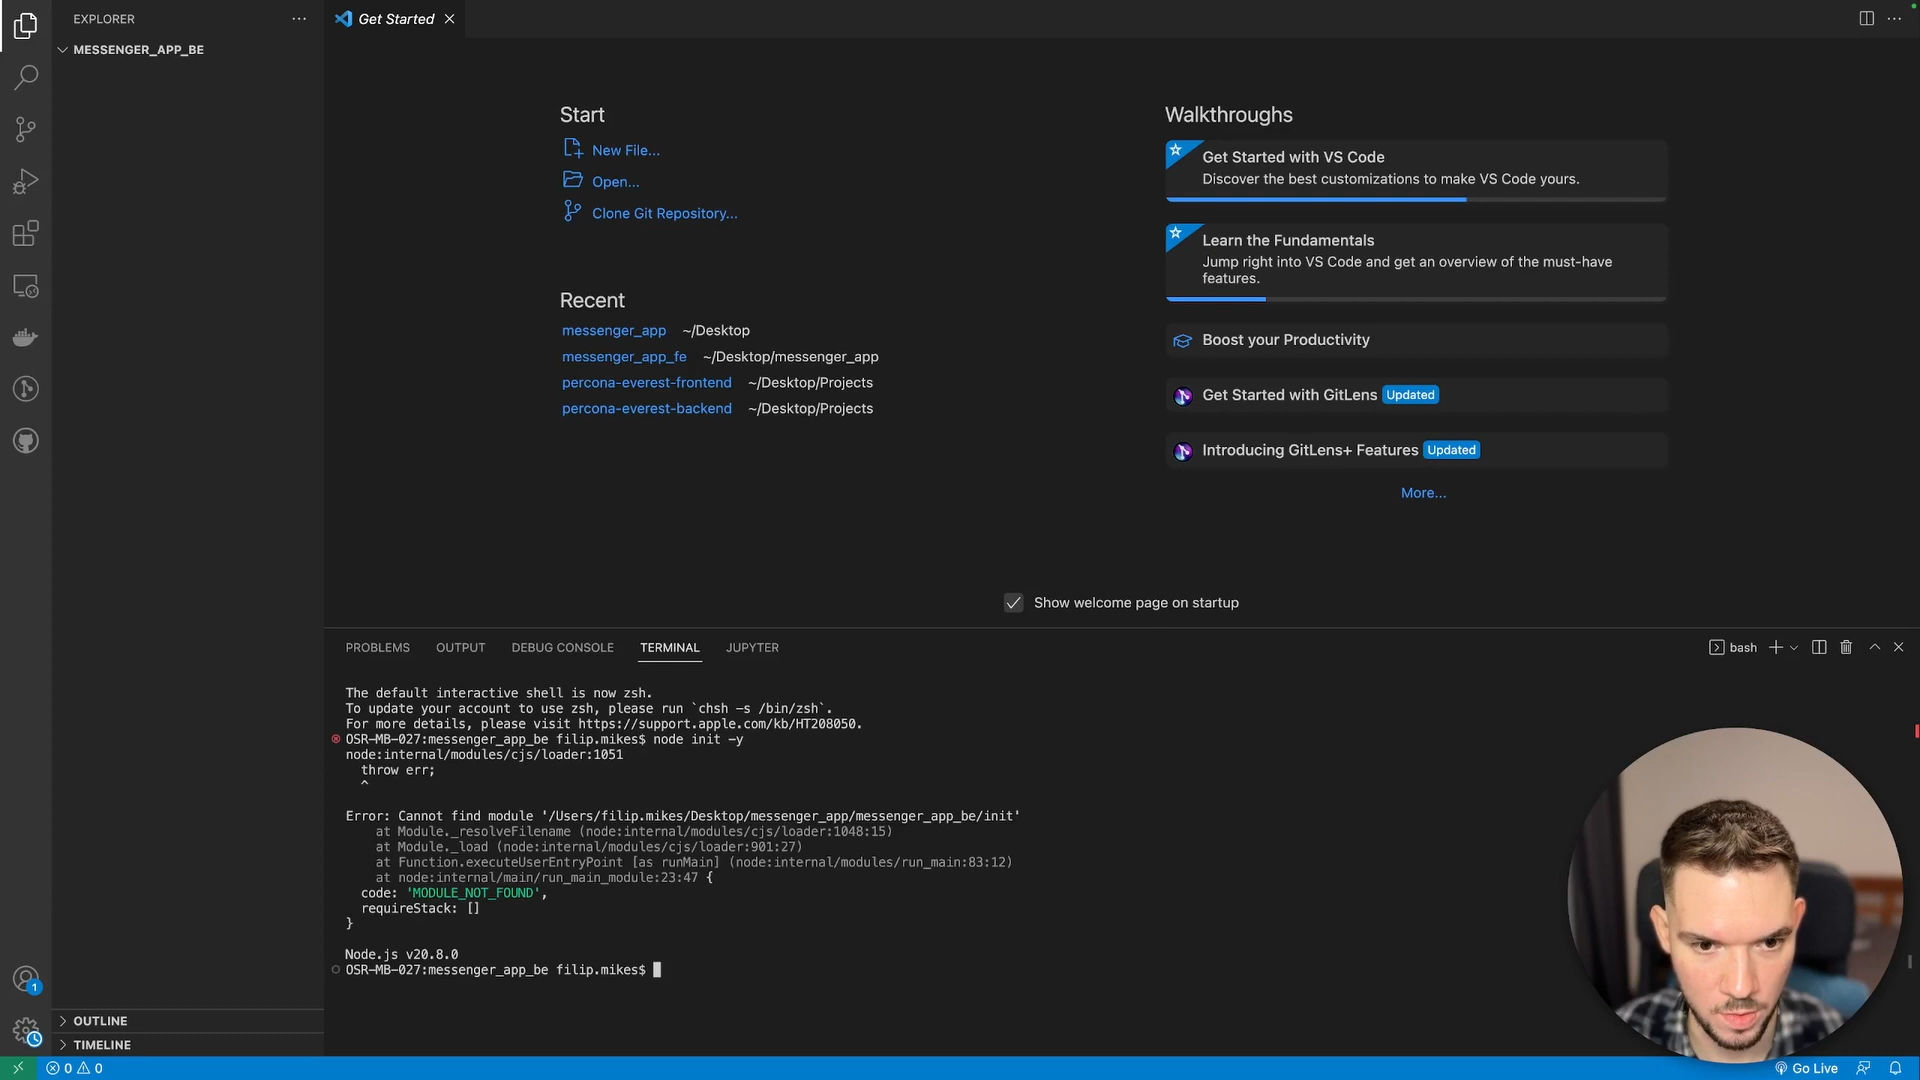 EXPLORER
MESSENGER_APP_BE
Get Started
Start
New File...
Open...
Clone Git Repository...
Recent
messenger_app ~/Desktop
messenger_app_fe ~/Desktop/messenger_app
percona-everest-frontend ~/Desktop/Projects
percona-everest-backend ~/Desktop/Projects
Walkthroughs
Get Started with VS Code
Discover the best customizations to make VS Code yours.
Learn the Fundamentals
Jump right into VS Code and get an overview of the must-have
features.
Boost your Productivity
Get Started with GitLens Updated
Introducing GitLens+ Features Updated
More...
Show welcome page on startup
PROBLEMS OUTPUT DEBUG CONSOLE TERMINAL JUPYTER
bash
The default interactive shell is now zsh.
To update your account to use zsh, please run `chsh -s /bin/zsh`.
For more details, please visit https://support.apple.com/kb/HT208050.
OSR-MB-027:messenger_app_be filip.mikes$ node init -y
node:internal/modules/cjs/loader:1051
throw err;
^
Error: Cannot find module '/Users/filip.mikes/Desktop/messenger_app/messenger_app_be/init'
at Module._resolveFilename (node:internal/modules/cjs/loader:1048:15)
at Module._load (node:internal/modules/cjs/loader:901:27)
at Function.executeUserEntryPoint [as runMain] (node:internal/modules/run_main:83:12)
at node:internal/main/run_main_module:23:47 {
code: 'MODULE_NOT_FOUND',
requireStack: []
}
Node.js v20.8.0
OSR-MB-027:messenger_app_be filip.mikes$
1
OUTLINE
TIMELINE
0 0
Go Live